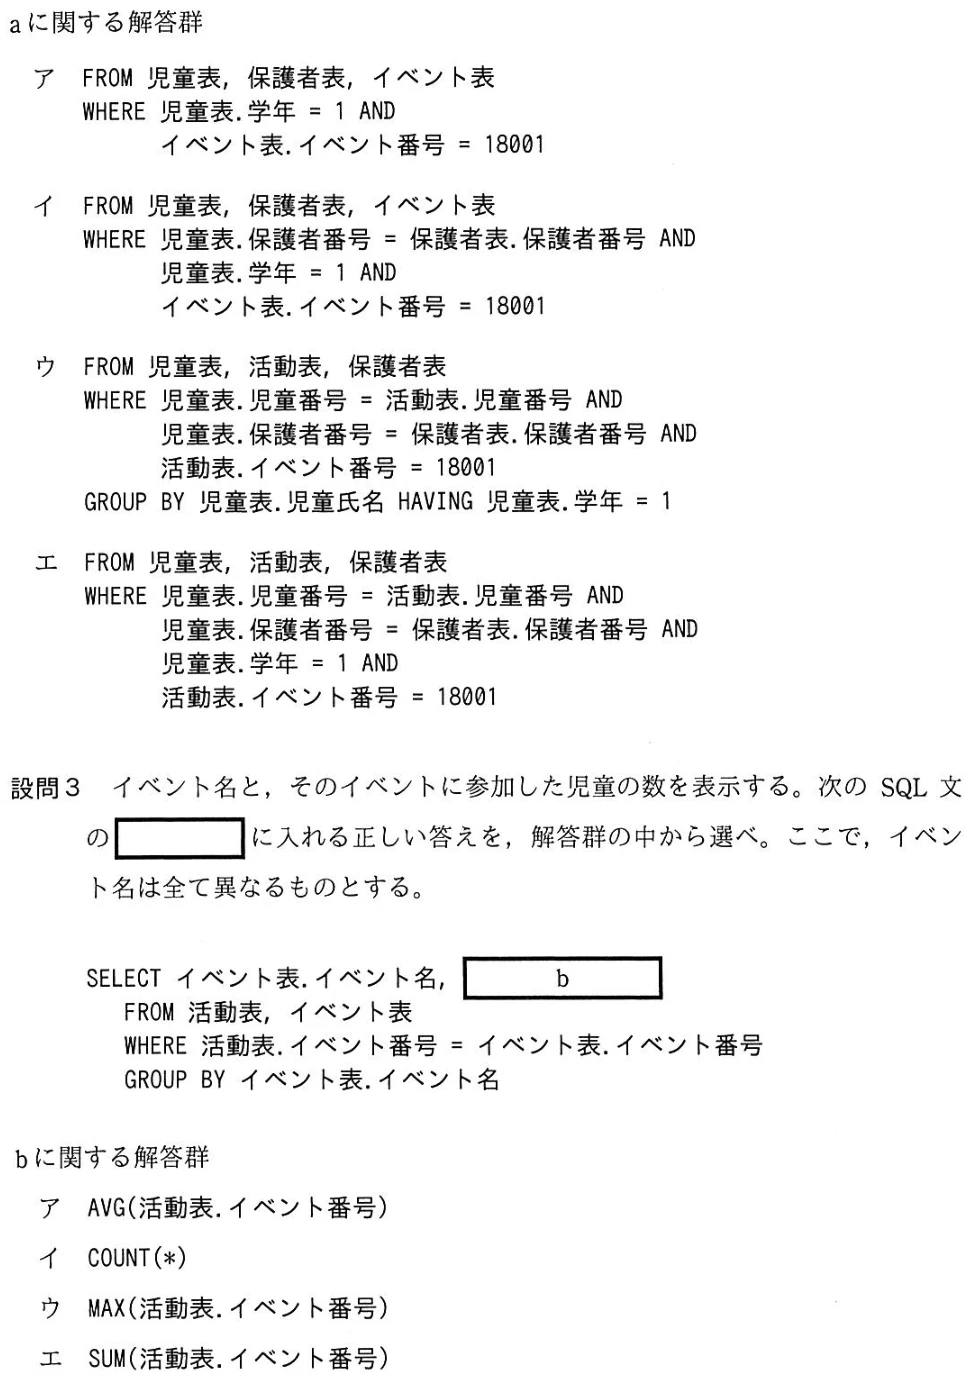 aに関する解答群
ア FROM 児童表, 保護者表, イベント表
WHERE 児童表.学年 = 1 AND
イベント表.イベント番号 = 18001
イ FROM 児童表, 保護者表, イベント表
WHERE 児童表.保護者番号 = 保護者表.保護者番号 AND
児童表.学年 = 1 AND
イベント表.イベント番号 = 18001
ウ FROM 児童表, 活動表, 保護者表
WHERE 児童表.児童番号 = 活動表.児童番号 AND
児童表.保護者番号 = 保護者表.保護者番号 AND
活動表.イベント番号 = 18001
GROUP BY 児童表.児童氏名 HAVING 児童表.学年 = 1
エ FROM 児童表, 活動表, 保護者表
WHERE 児童表.児童番号 = 活動表.児童番号 AND
児童表.保護者番号 = 保護者表.保護者番号 AND
児童表.学年 = 1 AND
活動表.イベント番号 = 18001
設問3 イベント名と，そのイベントに参加した児童の数を表示する。次の SQL 文
の に入れる正しい答えを，解答群の中から選べ。ここで，イベン
ト名は全て異なるものとする。
SELECT イベント表.イベント名, b
FROM 活動表, イベント表
WHERE 活動表.イベント番号 = イベント表.イベント番号
GROUP BY イベント表.イベント名
bに関する解答群
ア AVG(活動表.イベント番号)
イ COUNT(*)
ウ MAX(活動表.イベント番号)
エ SUM(活動表.イベント番号)